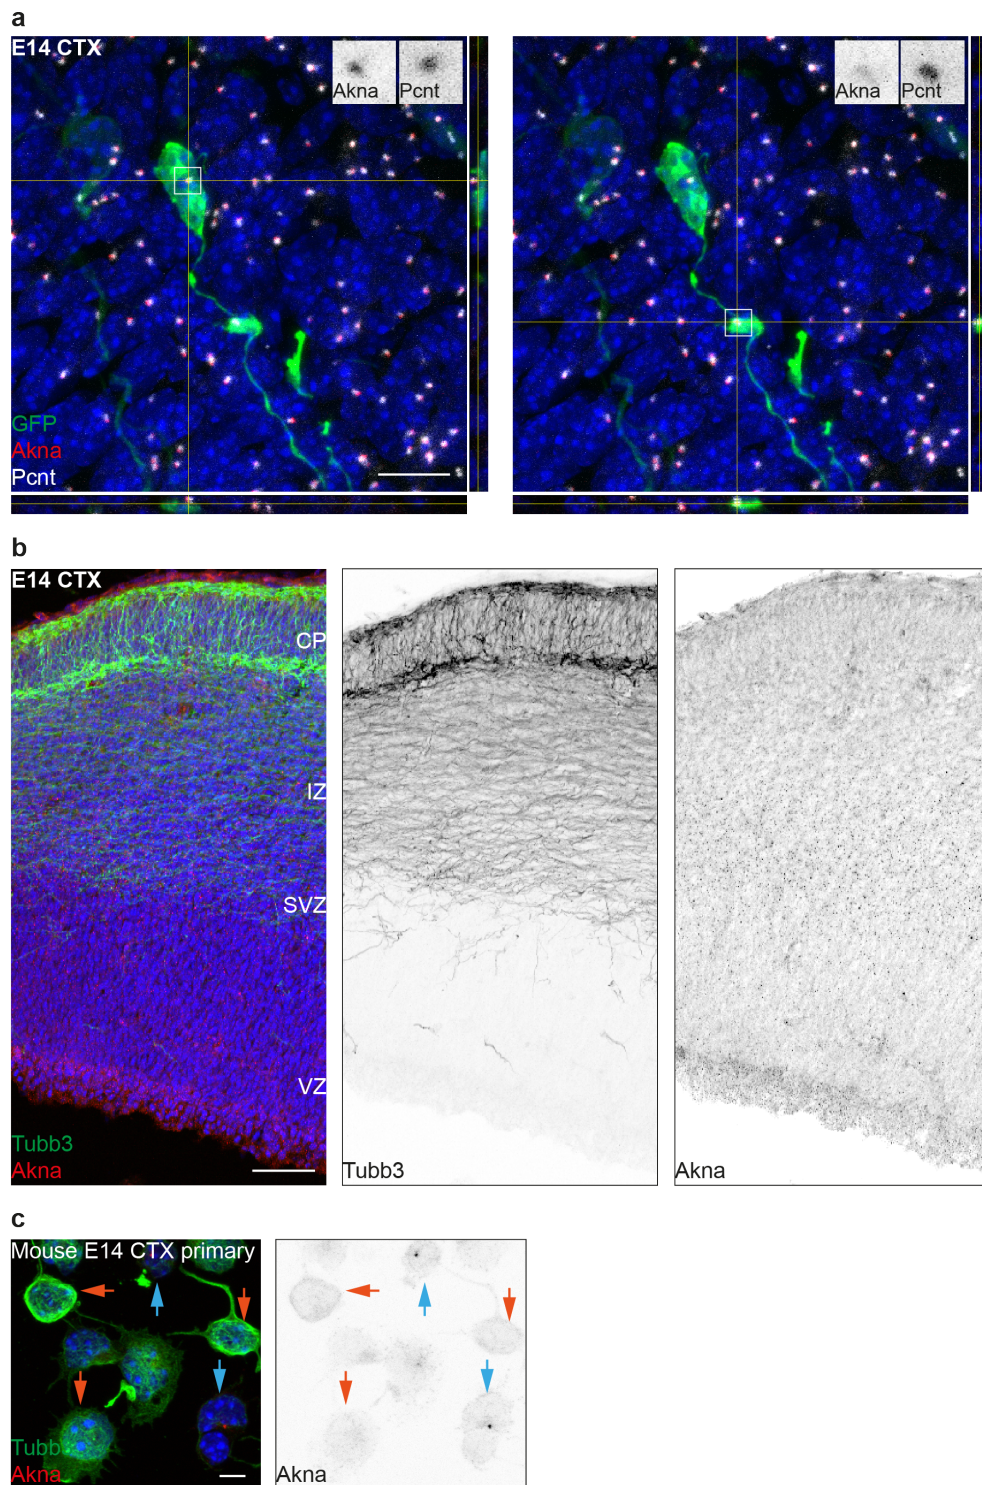 a
E14 CTX
Akna
Pcnt
Akna
Pcnt
GFP
Akna
Pcnt
b
E14 CTX
CP
IZ
SVZ
VZ
Tubb3
Akna
Tubb3
Akna
c
Mouse E14 CTX primary
Tubb
Akna
Akna